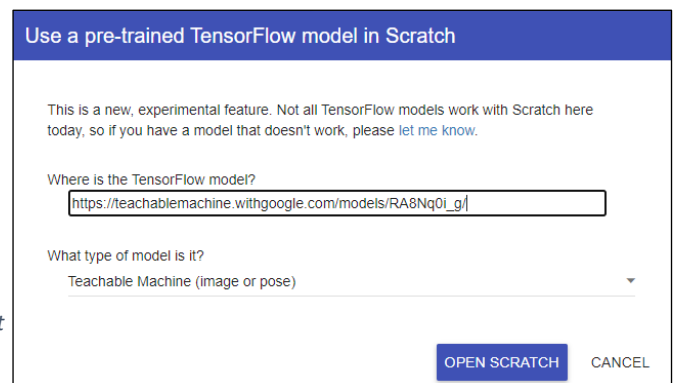 Use a pre-trained TensorFlow model in Scratch
This is a new, experimental feature. Not all TensorFlow models work with Scratch here
today, so if you have a model that doesn't work, please let me know.
Where is the TensorFlow model?
https://teachablemachine.withgoogle.com/models/RA8Nq0i_g/
What type of model is it?
Teachable Machine (image or pose)
t
OPEN SCRATCH CANCEL